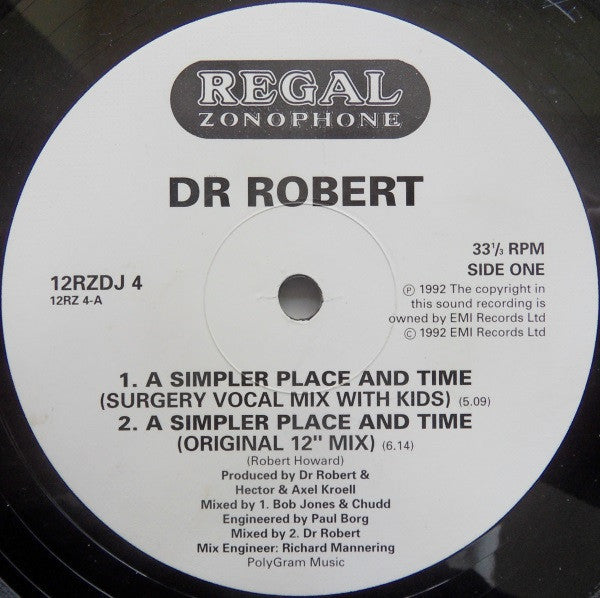 REGAL
ZONOPHONE
DR ROBERT
12RZDJ 4
12RZ 4-A
33⅓ RPM
SIDE ONE
℗ 1992 The copyright in
this sound recording is
owned by EMI Records Ltd
© 1992 EMI Records Ltd
1. A SIMPLER PLACE AND TIME
(SURGERY VOCAL MIX WITH KIDS) (5.09)
2. A SIMPLER PLACE AND TIME
(ORIGINAL 12" MIX) (6.14)
(Robert Howard)
Produced by Dr Robert &
Hector & Axel Kroell
Mixed by 1. Bob Jones & Chudd
Engineered by Paul Borg
Mixed by 2. Dr Robert
Mix Engineer: Richard Mannering
PolyGram Music